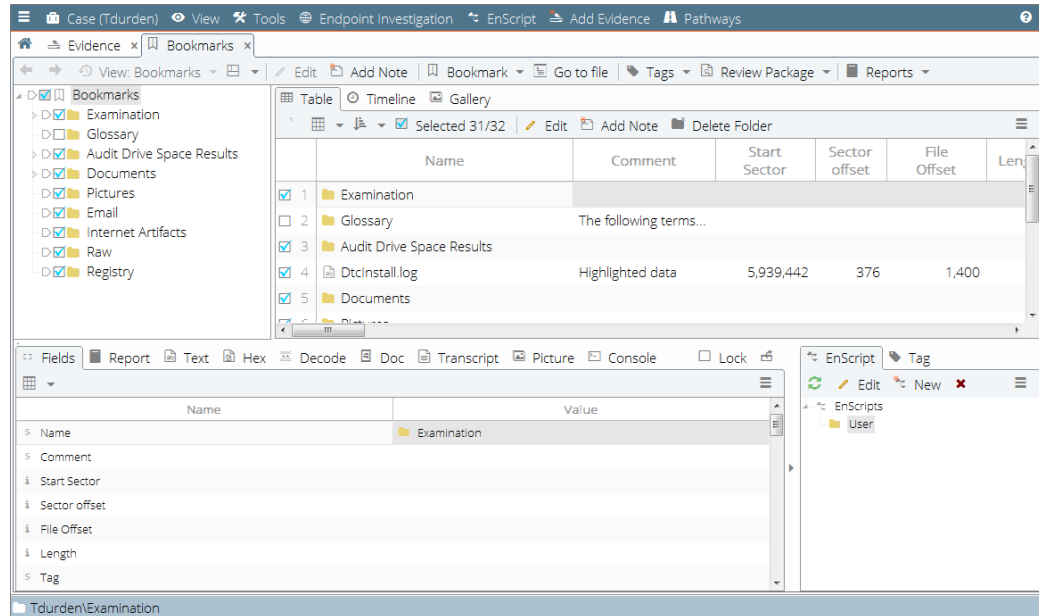 Case (Tdurden) View Tools Endpoint Investigation EnScript Add Evidence Pathways
Evidence x Bookmarks x
View: Bookmarks Edit Add Note Bookmark Go to file Tags Review Package Reports
Bookmarks
Examination
Glossary
Audit Drive Space Results
Documents
Pictures
Email
Internet Artifacts
Raw
Registry
Table Timeline Gallery
Selected 31/32 Edit Add Note Delete Folder
Name Comment Start Sector Sector offset File Offset
1 Examination
2 Glossary The following terms...
3 Audit Drive Space Results
4 DtcInstall.log Highlighted data 5,939,442 376 1,400
5 Documents
Fields Report Text Hex Decode Doc Transcript Picture Console Lock
Name Value
S Name Examination
S Comment
i Start Sector
i Sector offset
i File Offset
i Length
S Tag
EnScript Tag
Edit New
EnScripts
User
Tdurden\Examination